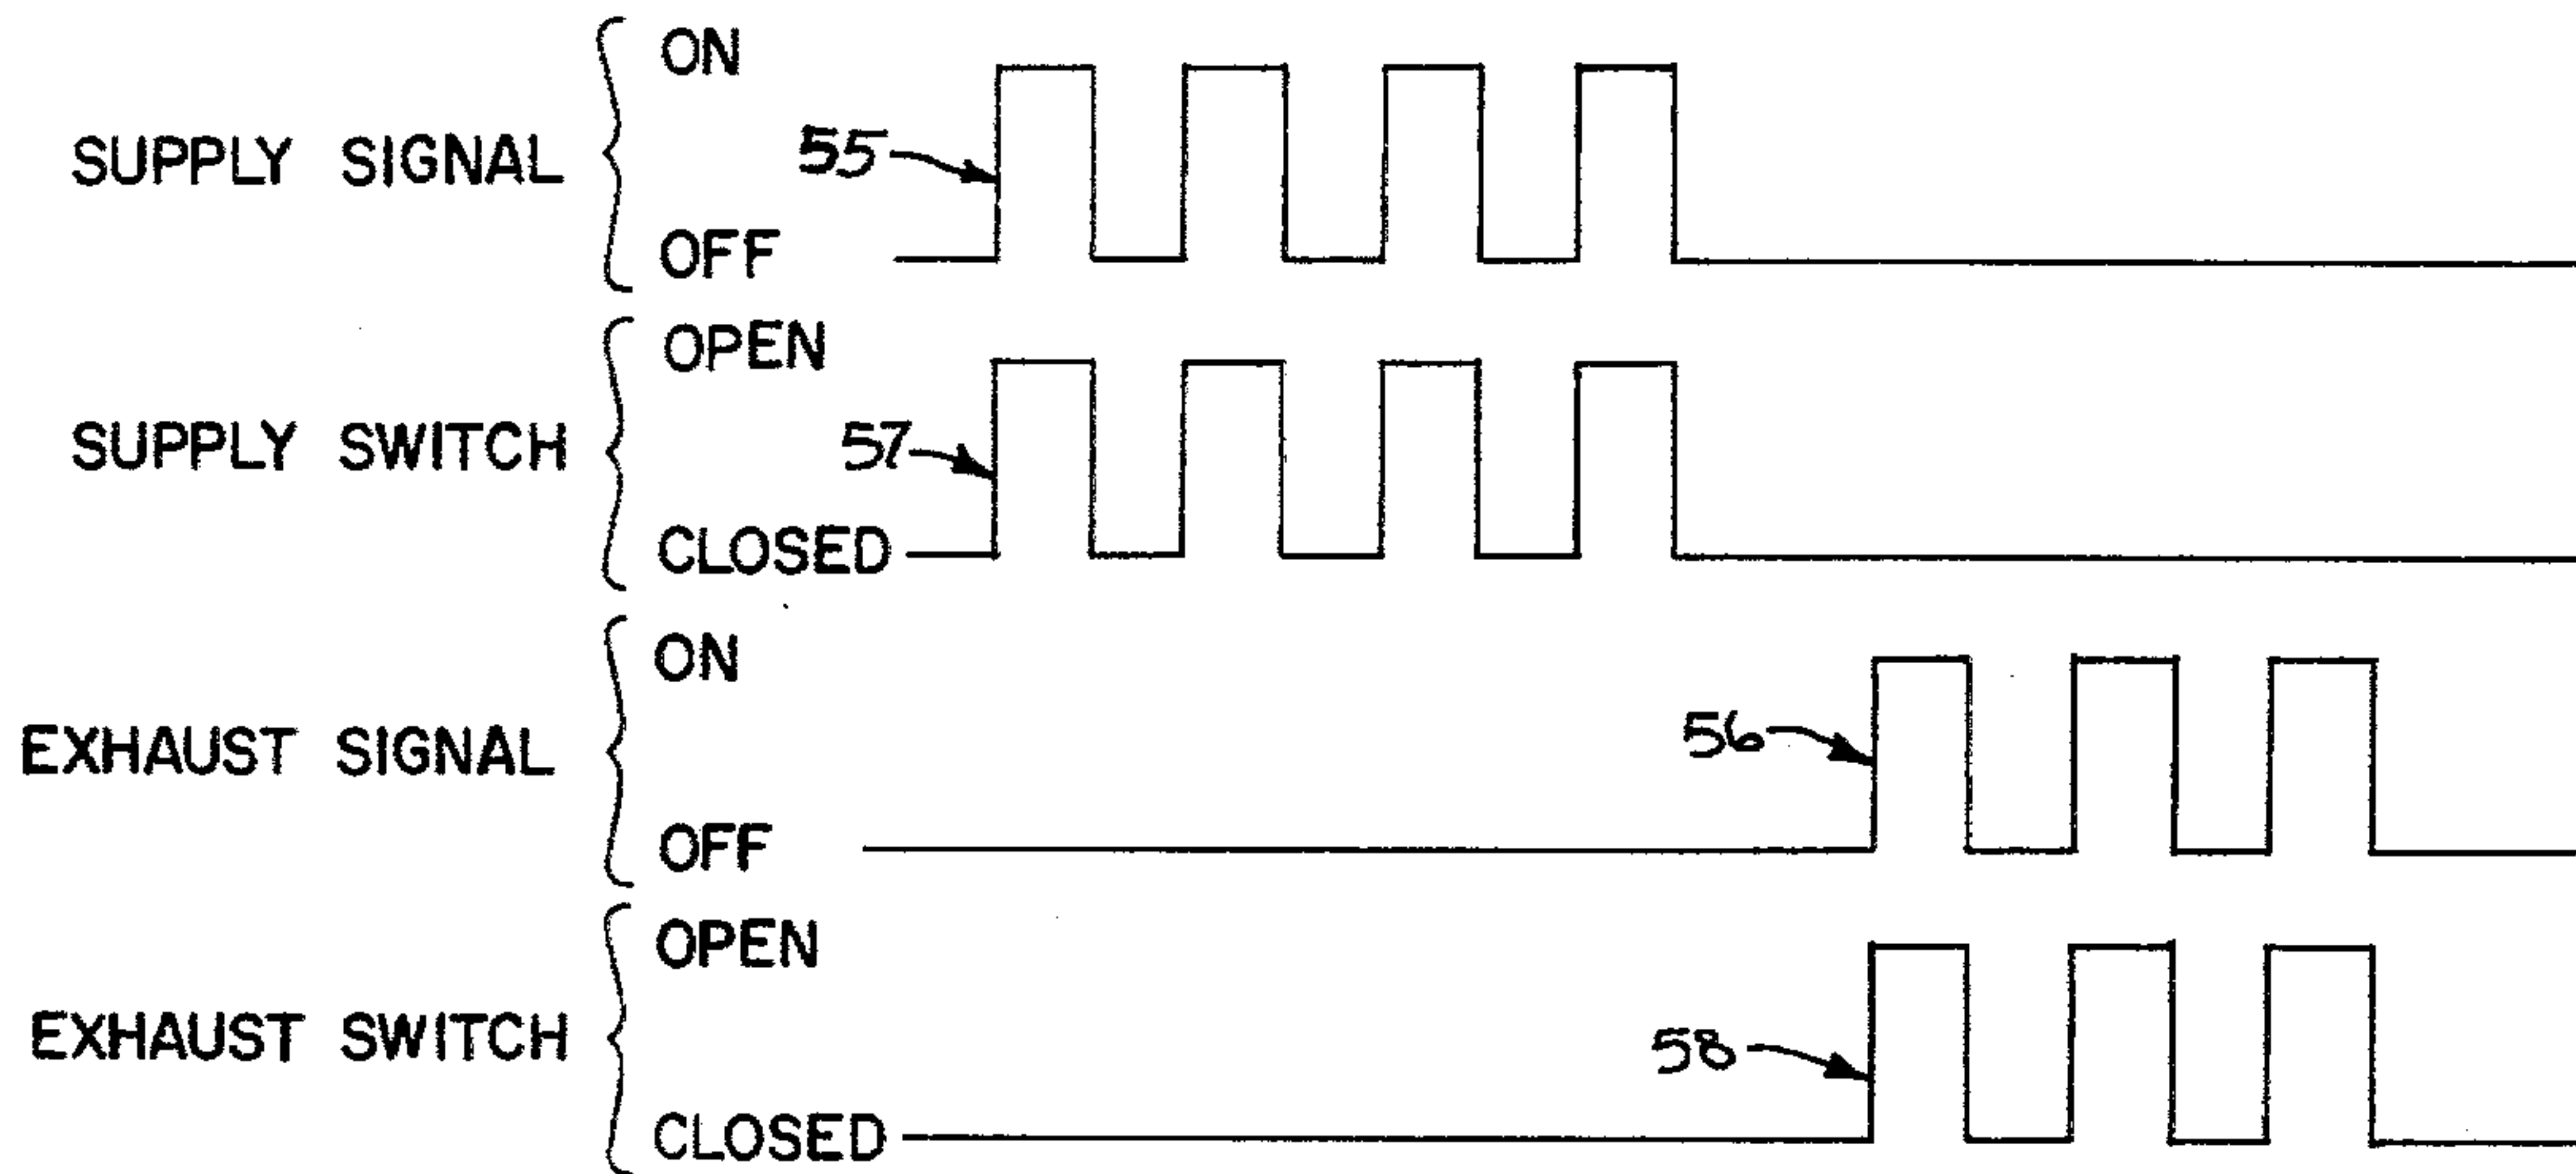 ON
SUPPLY SIGNAL
55
OFF
OPEN
SUPPLY SWITCH
57
CLOSED
ON
EXHAUST SIGNAL
56
OFF
OPEN
EXHAUST SWITCH
58
CLOSED